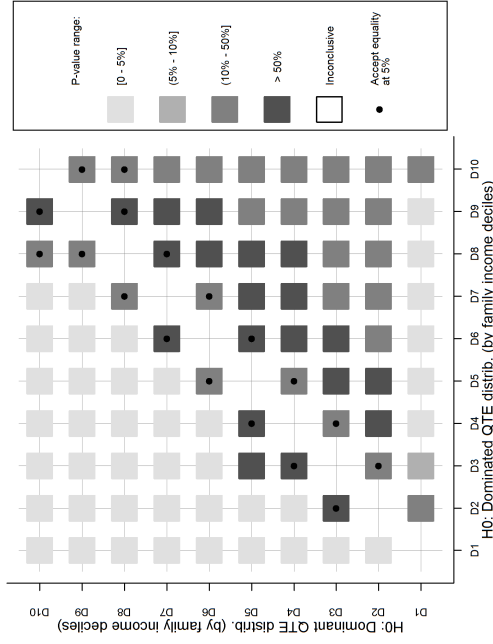 P-value range:
[0 - 5%]
(5% - 10%]
(10% - 50%]
> 50%
Inconclusive
Accept equality
at 5%
H0: Dominated QTE distrib. (by family income deciles)
D1
D2
D3
D4
D5
D6
D7
D8
D9
D10
H0: Dominant QTE distrib. (by family income deciles)
D10
D9
D8
D7
D6
D5
D4
D3
D2
D1